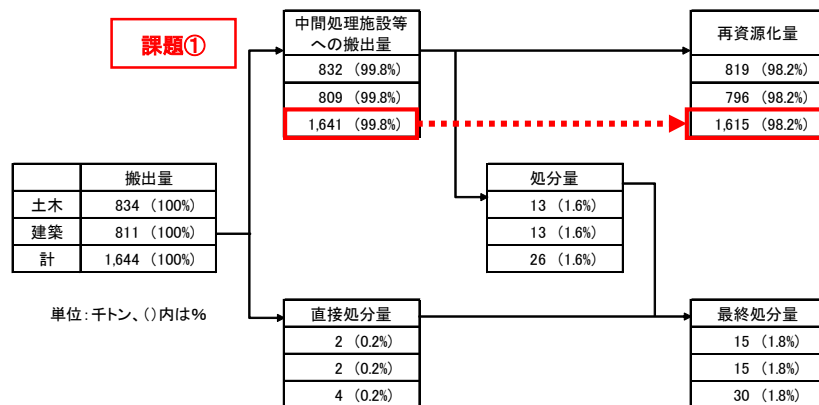 課題①
中間処理施設等
への搬出量
832 (99.8%)
809 (99.8%)
1,641 (99.8%)
再資源化量
819 (98.2%)
796 (98.2%)
1,615 (98.2%)
搬出量
土木 834 (100%)
建築 811 (100%)
計 1,644 (100%)
処分量
13 (1.6%)
13 (1.6%)
26 (1.6%)
単位:千トン、()内は%
直接処分量
2 (0.2%)
2 (0.2%)
4 (0.2%)
最終処分量
15 (1.8%)
15 (1.8%)
30 (1.8%)